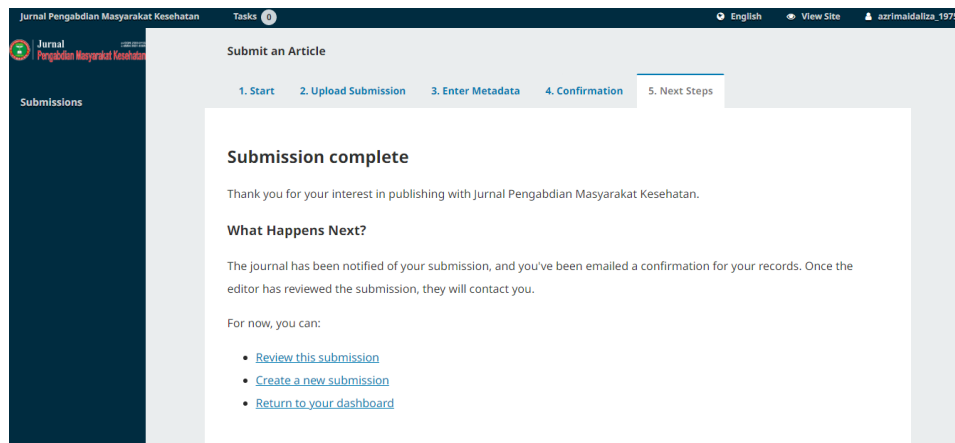 Jurnal Pengabdian Masyarakat Kesehatan Tasks 0 English View Site
Jurnal
Pengabdian Masyarakat Kesehatan
Submissions
Submit an Article
1. Start 2. Upload Submission 3. Enter Metadata 4. Confirmation 5. Next Steps
Submission complete
Thank you for your interest in publishing with Jurnal Pengabdian Masyarakat Kesehatan.
What Happens Next?
The journal has been notified of your submission, and you've been emailed a confirmation for your records. Once the
editor has reviewed the submission, they will contact you.
For now, you can:
Review this submission
Create a new submission
Return to your dashboard